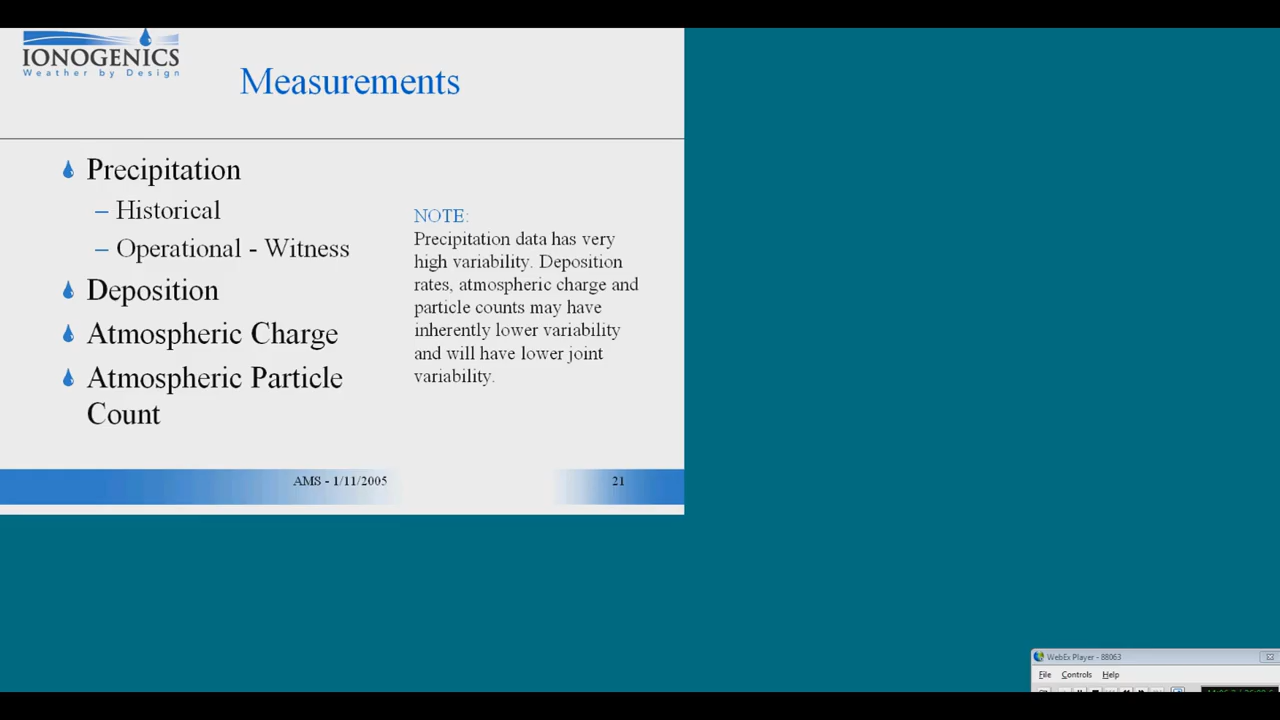 IONOGENICS
Weather by Design
Measurements
Precipitation
– Historical
– Operational - Witness
Deposition
Atmospheric Charge
Atmospheric Particle
Count
NOTE:
Precipitation data has very
high variability. Deposition
rates, atmospheric charge and
particle counts may have
inherently lower variability
and will have lower joint
variability.
AMS - 1/11/2005
21
WebEx Player - 88063
File Controls Help